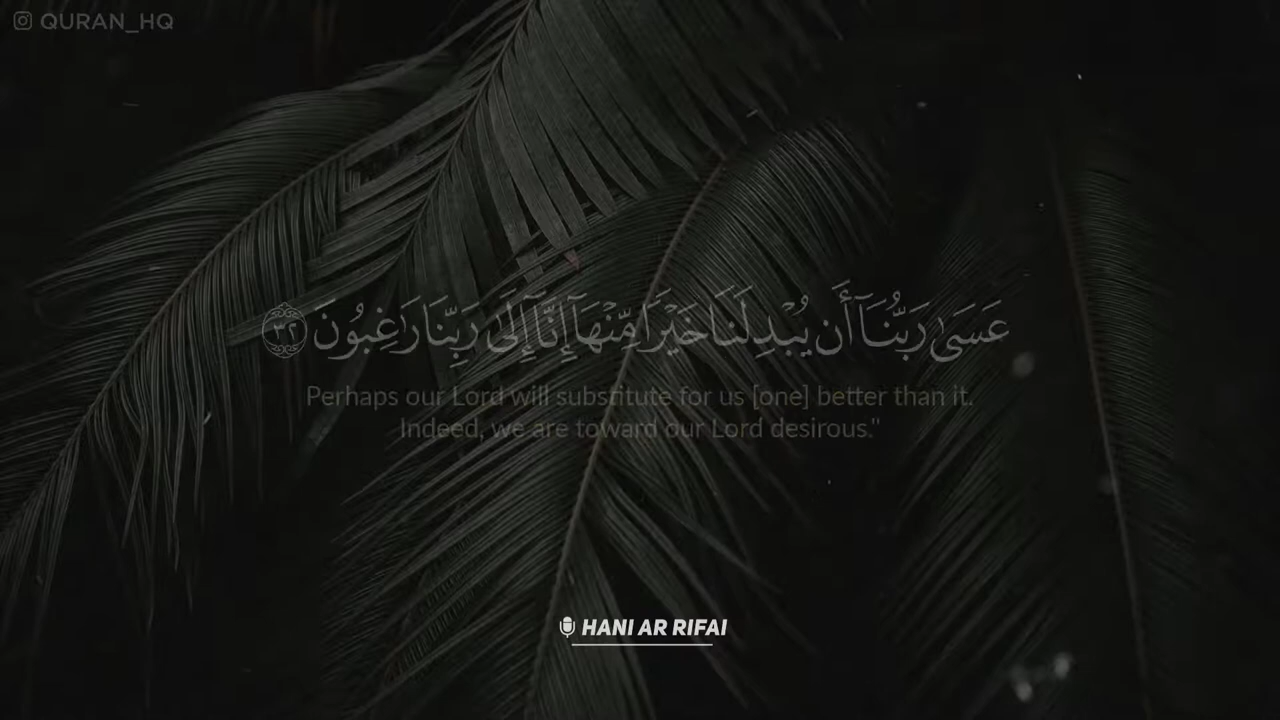 QURAN_HQ
عَسَىٰ رَبُّنَآ أَن يُبْدِلَنَا خَيْرًا مِّنْهَآ إِنَّآ إِلَىٰ رَبِّنَا رَٰغِبُونَ ٣٢
Perhaps our Lord will substitute for us [one] better than it.
Indeed, we are toward our Lord desirous."
HANI AR RIFAI